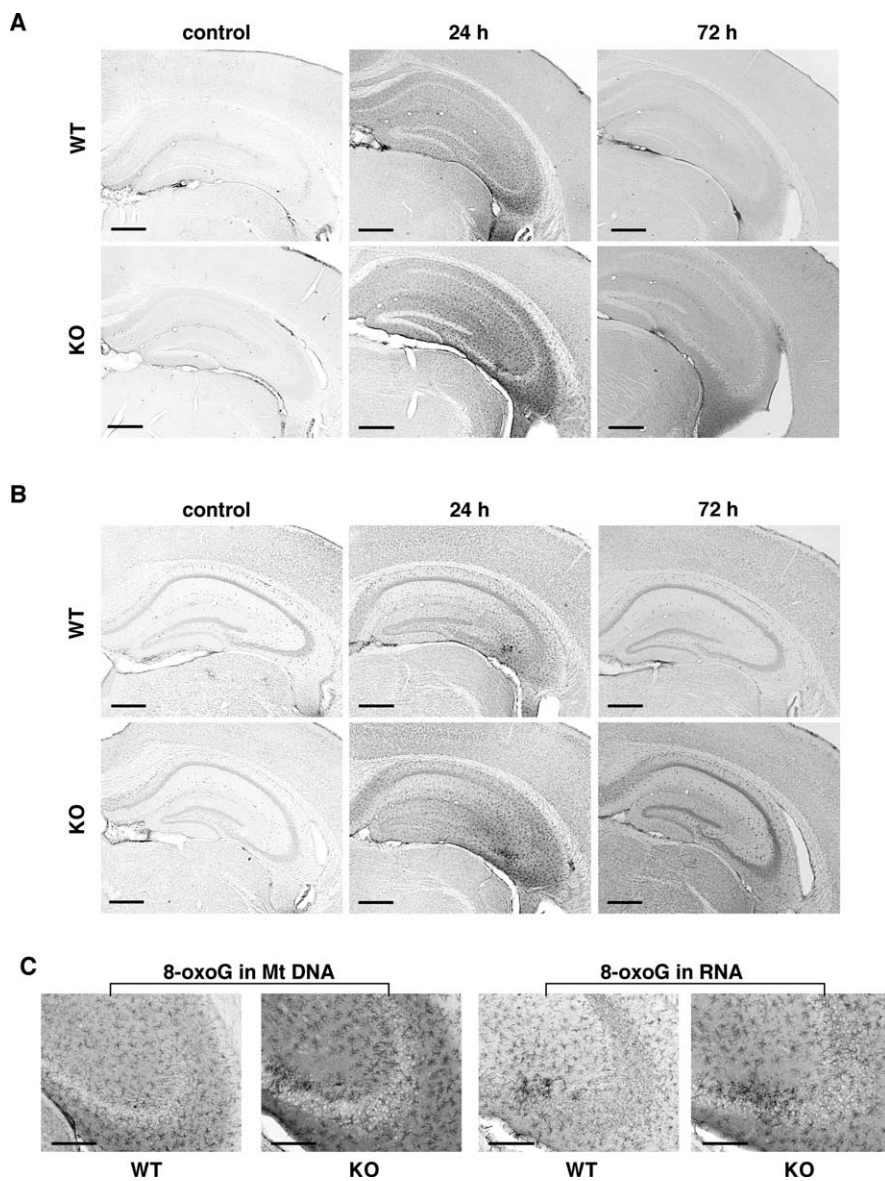 A
control 24 h 72 h
WT
KO
B
control 24 h 72 h
WT
KO
C
8-oxoG in Mt DNA 8-oxoG in RNA
WT KO WT KO